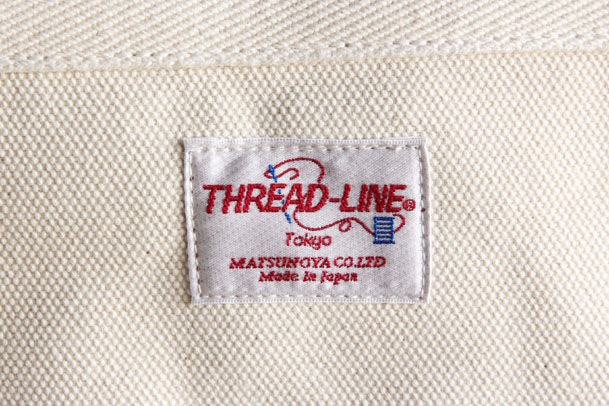 THREAD-LINE®
Tokyo
MATSUNOYA CO.LTD
Made in Japan